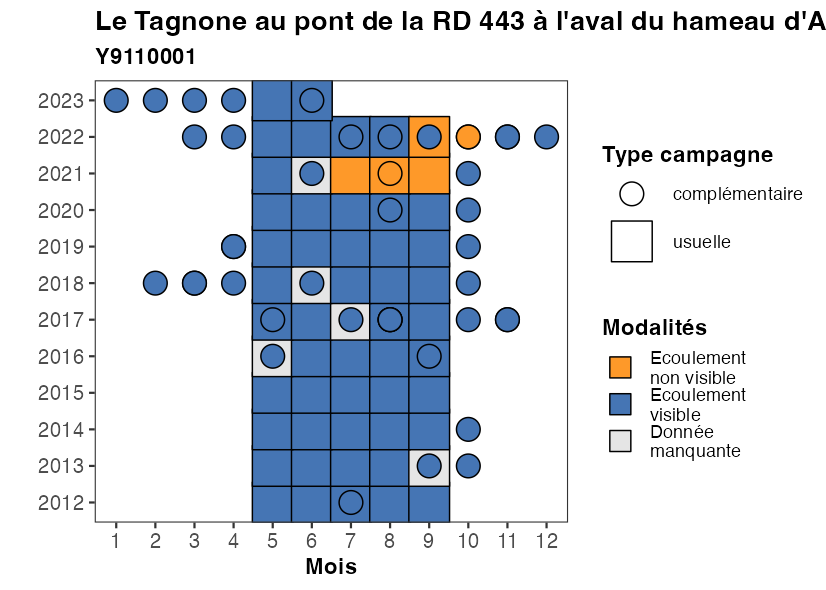 Le Tagnone au pont de la RD 443 à l'aval du hameau d'A
Y9110001
2023
2022
2021
2020
2019
2018
2017
2016
2015
2014
2013
2012
1 2 3 4 5 6 7 8 9 10 11 12
Mois
Type campagne
complémentaire
usuelle
Modalités
Ecoulement
non visible
Ecoulement
visible
Donnée
manquante